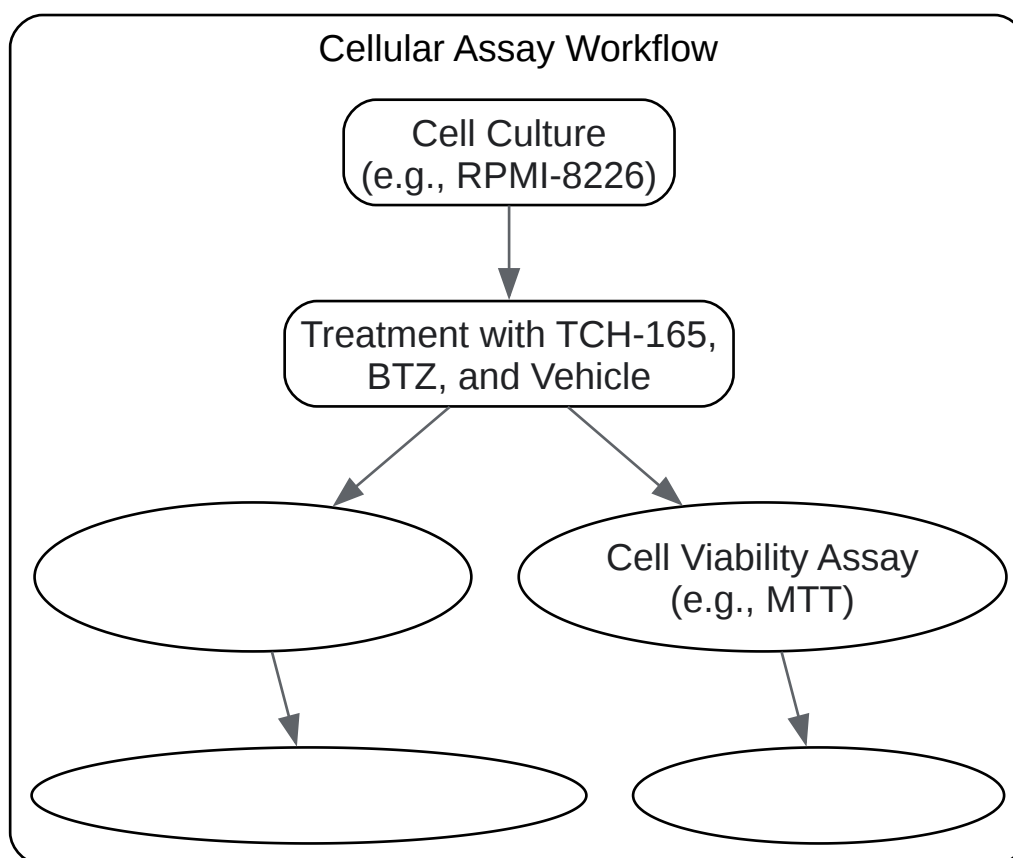 Cellular Assay Workflow
Cell Culture
(e.g., RPMI-8226)
Treatment with TCH-165,
BTZ, and Vehicle
Cell Viability Assay
(e.g., MTT)